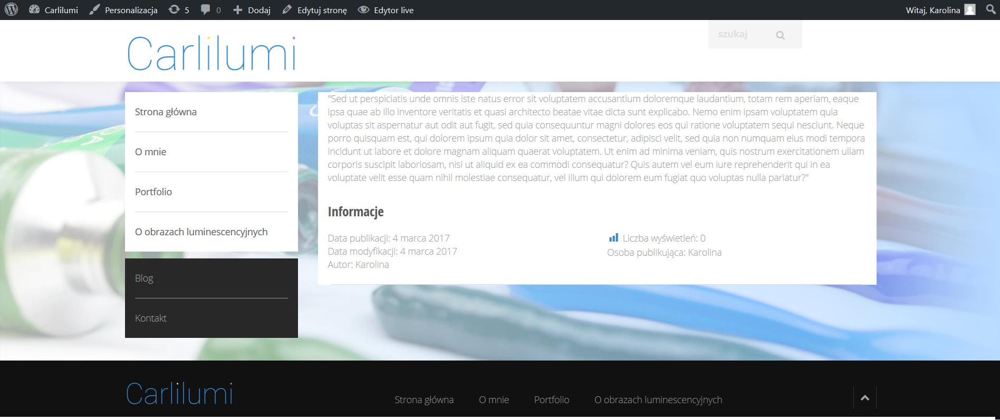 Carlilumi Personalizacja 5 0 Dodaj Edytuj stronę Edytor live Witaj, Karolina
Carlilumi
szukaj
Strona główna
O mnie
Portfolio
O obrazach luminescencyjnych
Blog
Kontakt
"Sed ut perspiciatis unde omnis iste natus error sit voluptatem accusantium doloremque laudantium, totam rem aperiam, eaque
ipsa quae ab illo inventore veritatis et quasi architecto beatae vitae dicta sunt explicabo. Nemo enim ipsam voluptatem quia
voluptas sit aspernatur aut odit aut fugit, sed quia consequuntur magni dolores eos qui ratione voluptatem sequi nesciunt. Neque
porro quisquam est, qui dolorem ipsum quia dolor sit amet, consectetur, adipisci velit, sed quia non numquam eius modi tempora
incidunt ut labore et dolore magnam aliquam quaerat voluptatem. Ut enim ad minima veniam, quis nostrum exercitationem ullam
corporis suscipit laboriosam, nisi ut aliquid ex ea commodi consequatur? Quis autem vel eum iure reprehenderit qui in ea
voluptate velit esse quam nihil molestiae consequatur, vel illum qui dolorem eum fugiat quo voluptas nulla pariatur?"
Informacje
Data publikacji: 4 marca 2017
Data modyfikacji: 4 marca 2017
Autor: Karolina
Liczba wyświetleń: 0
Osoba publikująca: Karolina
Carlilumi
Strona główna O mnie Portfolio O obrazach luminescencyjnych